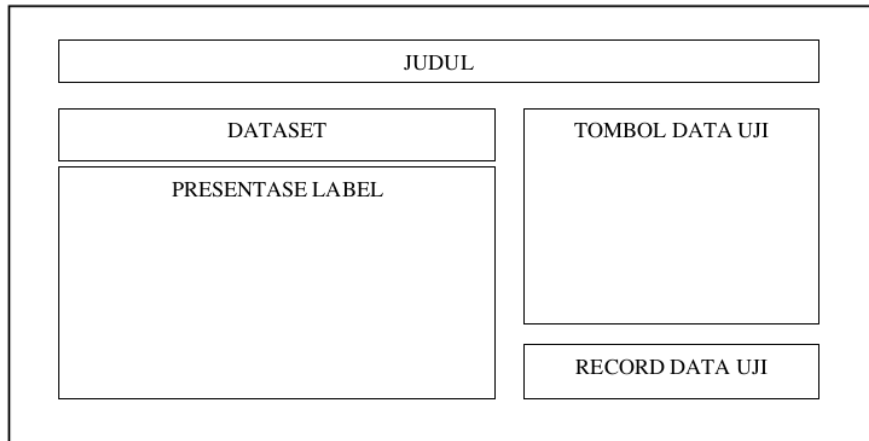 JUDUL
DATASET
PRESENTASE LABEL
TOMBOL DATA UJI
RECORD DATA UJI